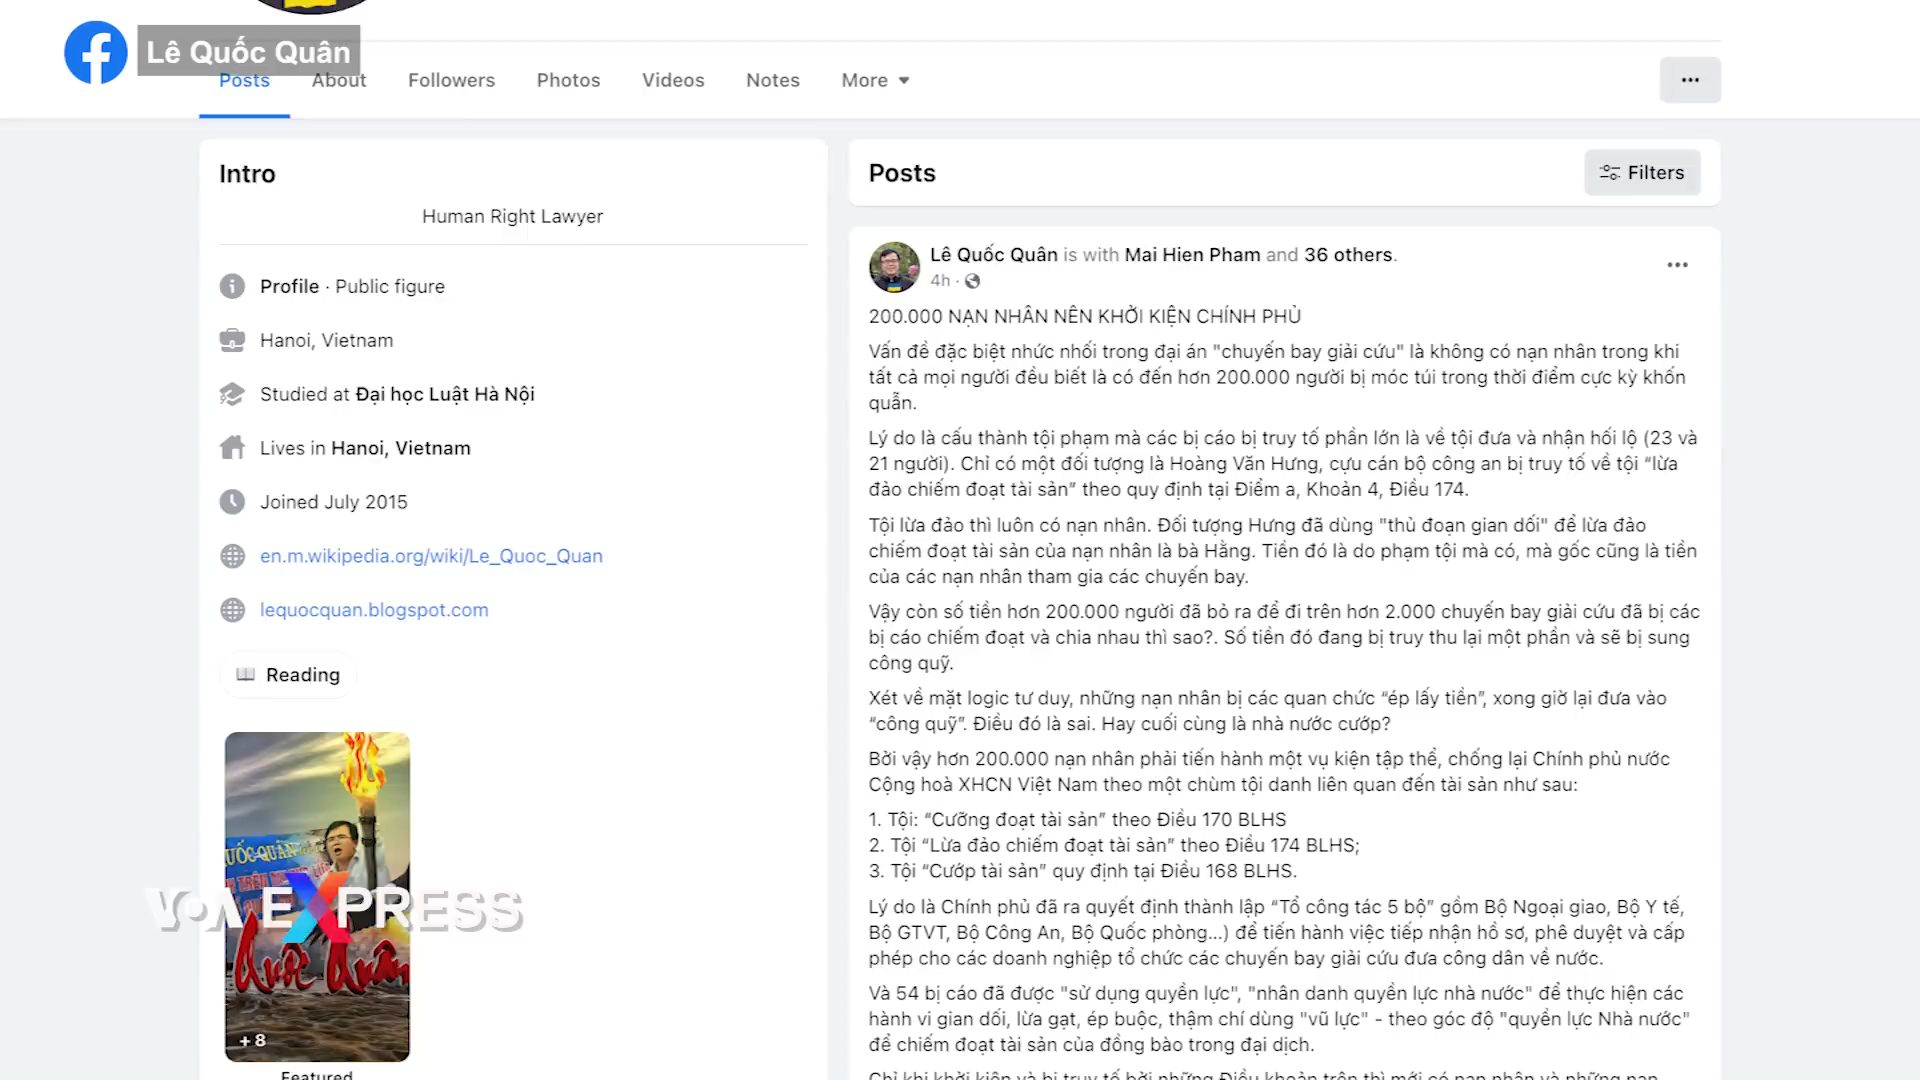 Lê Quốc Quân
Posts About Followers Photos Videos Notes More
Intro
Human Right Lawyer
Profile · Public figure
Hanoi, Vietnam
Studied at Đại học Luật Hà Nội
Lives in Hanoi, Vietnam
Joined July 2015
en.m.wikipedia.org/wiki/Le_Quoc_Quan
lequocquan.blogspot.com
Reading
Quốc Quân
VOA EXPRESS
+8
Featured
Posts
Filters
Lê Quốc Quân is with Mai Hien Pham and 36 others.
4h ·
200.000 NẠN NHÂN NÊN KHỞI KIỆN CHÍNH PHỦ
Vấn đề đặc biệt nhức nhối trong đại án "chuyến bay giải cứu" là không có nạn nhân trong khi
tất cả mọi người đều biết là có đến hơn 200.000 người bị móc túi trong thời điểm cực kỳ khốn
quẫn.
Lý do là cấu thành tội phạm mà các bị cáo bị truy tố phần lớn là về tội đưa và nhận hối lộ (23 và
21 người). Chỉ có một đối tượng là Hoàng Văn Hưng, cựu cán bộ công an bị truy tố về tội “lừa
đảo chiếm đoạt tài sản” theo quy định tại Điểm a, Khoản 4, Điều 174.
Tội lừa đảo thì luôn có nạn nhân. Đối tượng Hưng đã dùng "thủ đoạn gian dối" để lừa đảo
chiếm đoạt tài sản của nạn nhân là bà Hằng. Tiền đó là do phạm tội mà có, mà gốc cũng là tiền
của các nạn nhân tham gia các chuyến bay.
Vậy còn số tiền hơn 200.000 người đã bỏ ra để đi trên hơn 2.000 chuyến bay giải cứu đã bị các
bị cáo chiếm đoạt và chia nhau thì sao?. Số tiền đó đang bị truy thu lại một phần và sẽ bị sung
công quỹ.
Xét về mặt logic tư duy, những nạn nhân bị các quan chức “ép lấy tiền”, xong giờ lại đưa vào
“công quỹ”. Điều đó là sai. Hay cuối cùng là nhà nước cướp?
Bởi vậy hơn 200.000 nạn nhân phải tiến hành một vụ kiện tập thể, chống lại Chính phủ nước
Cộng hoà XHCN Việt Nam theo một chùm tội danh liên quan đến tài sản như sau:
1. Tội: “Cưỡng đoạt tài sản” theo Điều 170 BLHS
2. Tội “Lừa đảo chiếm đoạt tài sản” theo Điều 174 BLHS;
3. Tội “Cướp tài sản” quy định tại Điều 168 BLHS.
Lý do là Chính phủ đã ra quyết định thành lập “Tổ công tác 5 bộ” gồm Bộ Ngoại giao, Bộ Y tế,
Bộ GTVT, Bộ Công An, Bộ Quốc phòng...) để tiến hành việc tiếp nhận hồ sơ, phê duyệt và cấp
phép cho các doanh nghiệp tổ chức các chuyến bay giải cứu đưa công dân về nước.
Và 54 bị cáo đã được "sử dụng quyền lực", "nhân danh quyền lực nhà nước" để thực hiện các
hành vi gian dối, lừa gạt, ép buộc, thậm chí dùng "vũ lực" - theo góc độ "quyền lực Nhà nước"
để chiếm đoạt tài sản của đồng bào trong đại dịch.
Chỉ khi khởi kiện và bị truy tố bởi những Điều khoản trên thì mới có nạn nhân và những nạn